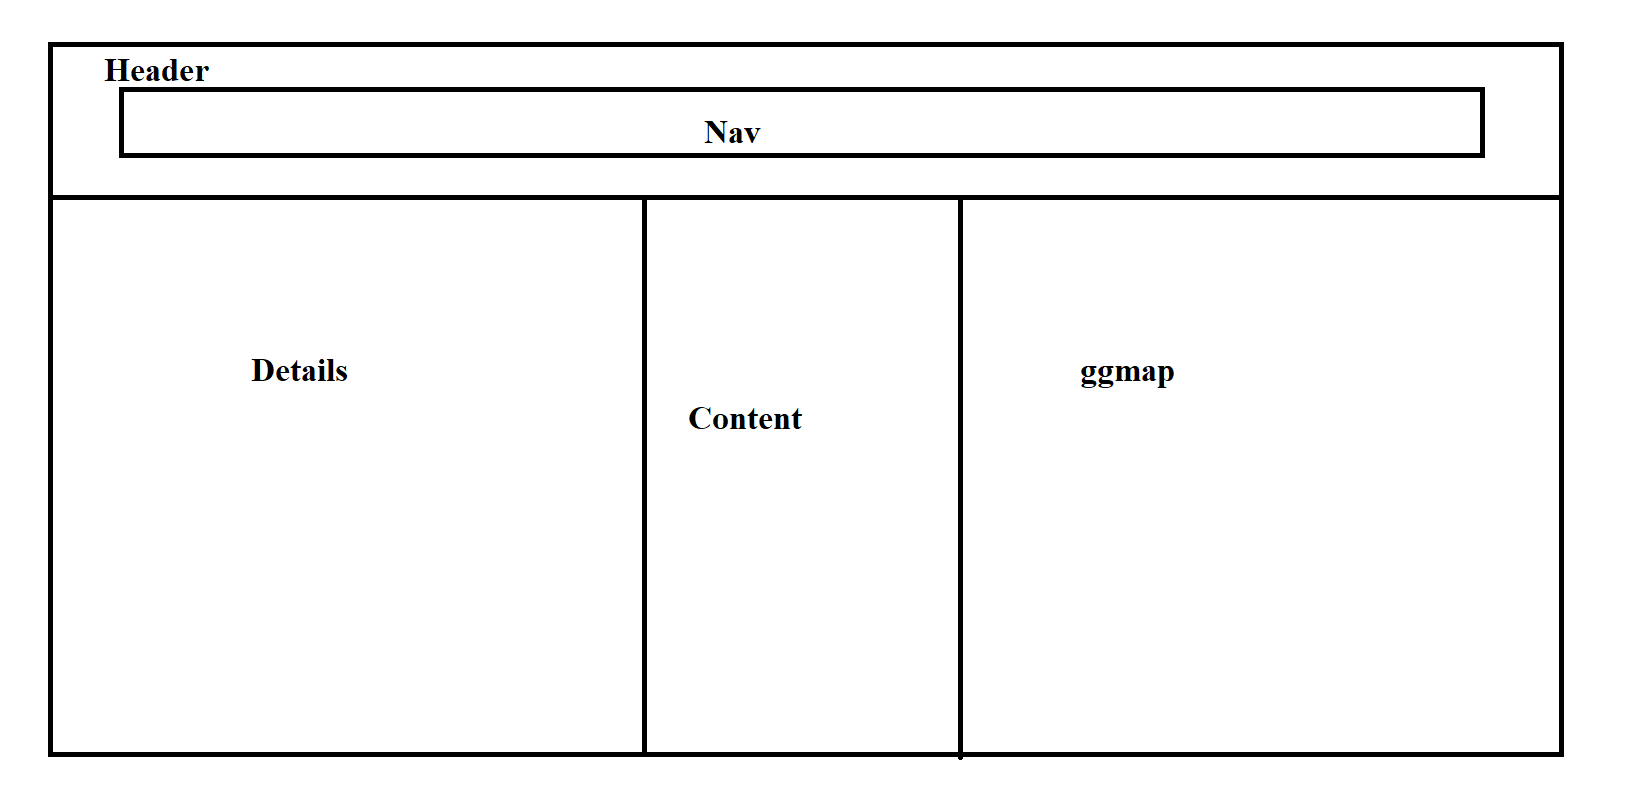 Header
Nav
Details
Content
ggmap